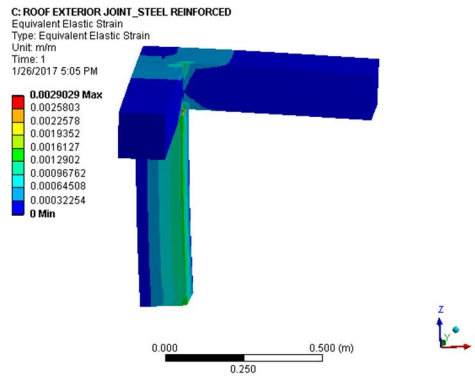 C: ROOF EXTERIOR JOINT_STEEL REINFORCED
Equivalent Elastic Strain
Type: Equivalent Elastic Strain
Unit: m/m
Time: 1
1/26/2017 5:05 PM
0.0029029 Max
0.0025803
0.0022578
0.0019352
0.0016127
0.0012902
0.00096762
0.00064508
0.00032254
0 Min
Z
Y
0.000
0.500 (m)
0.250